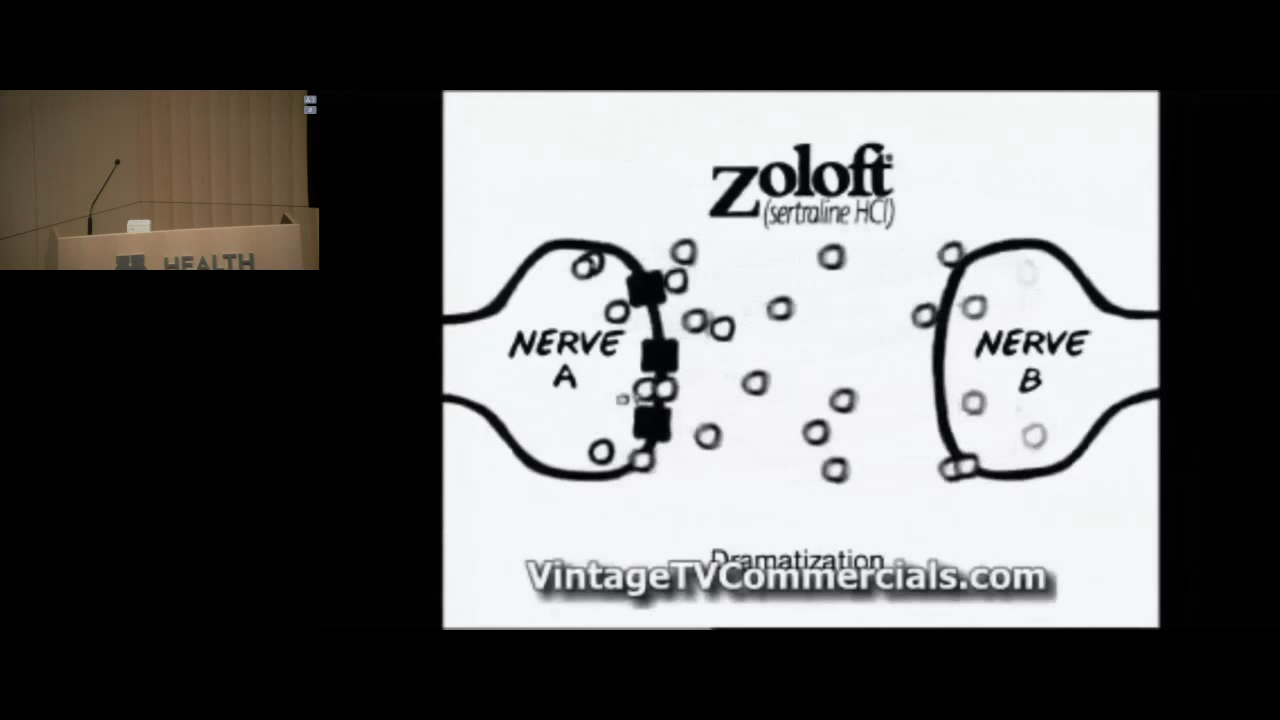 HEALTH
Zoloft®
(sertraline HCl)
NERVE
A
NERVE
B
Dramatization
VintageTVCommercials.com